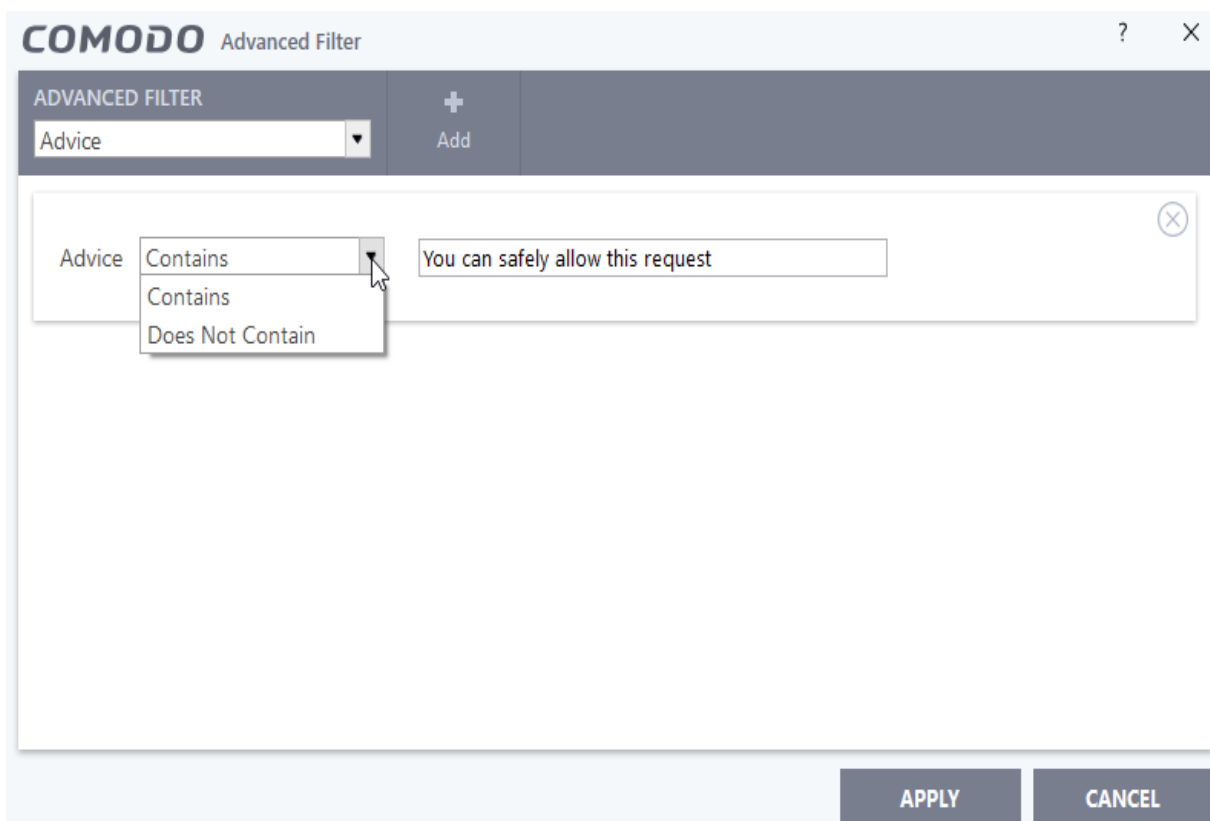 COMODO Advanced Filter ?
ADVANCED FILTER
Advice
Add
Advice Contains You can safely allow this request
Contains
Does Not Contain
APPLY CANCEL